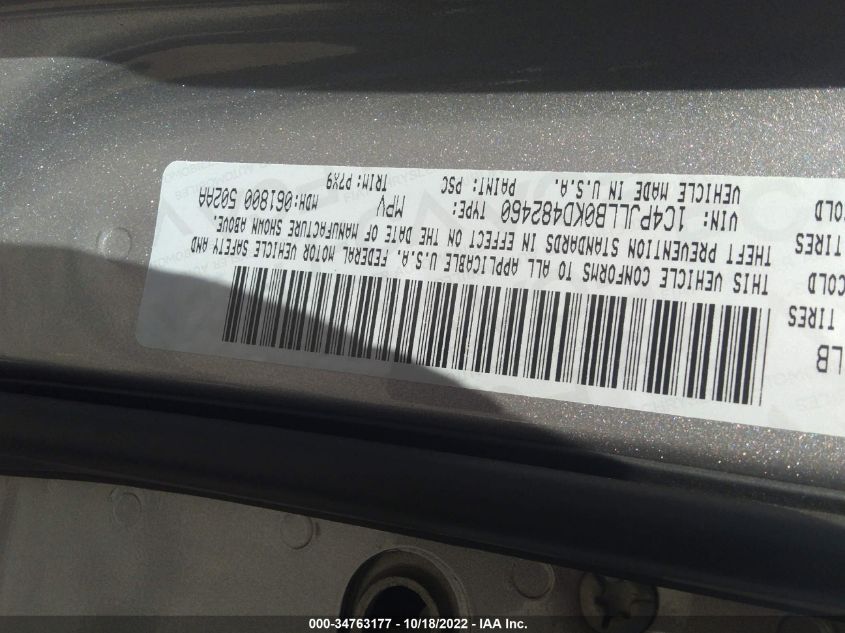 LB
TIRES
COLD
TIRES
COLD
THIS VEHICLE CONFORMS TO ALL APPLICABLE U.S.A. FEDERAL MOTOR VEHICLE SAFETY AND
THEFT PREVENTION STANDARDS IN EFFECT ON THE DATE OF MANUFACTURE SHOWN ABOVE.
VIN: 1C4PJLLB0KD482460 TYPE: MPV MDH:061800 502AA
VEHICLE MADE IN U.S.A. PAINT: PSC TRIM: P7X9
000-34763177 - 10/18/2022 - IAA Inc.